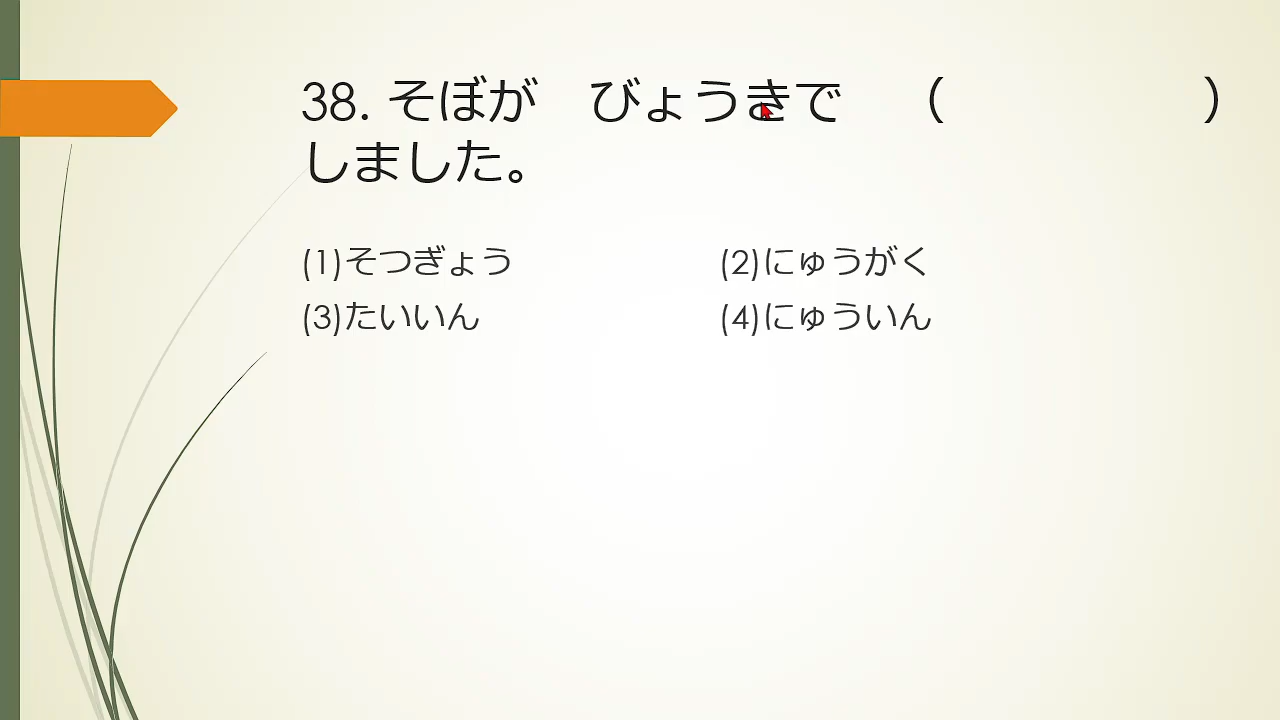 38. そぼが　びょうきで　（　　　　　）
しました。
(1)そつぎょう　(2)にゅうがく
(3)たいいん　(4)にゅういん